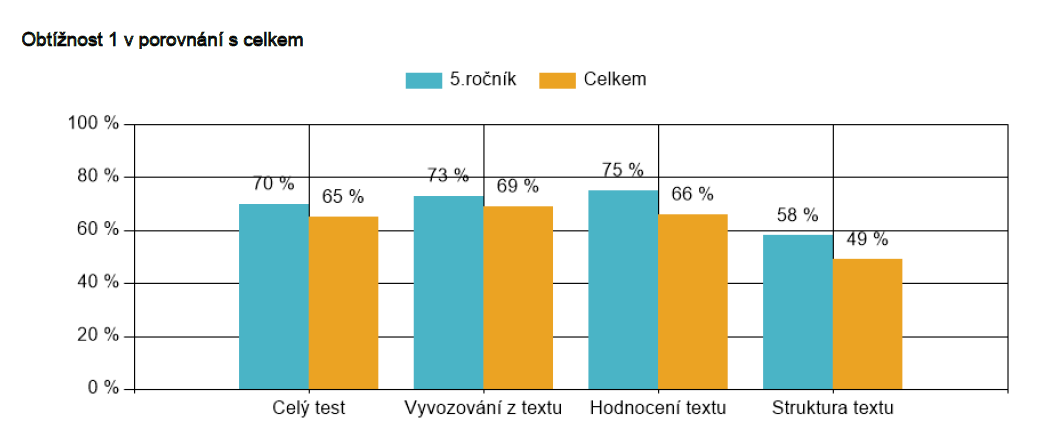 Obtížnost 1 v porovnání s celkem
5.ročník Celkem
100 %
80 %
60 %
40 %
20 %
0 %
70 % 65 % 73 % 69 % 75 % 66 % 58 % 49 %
Celý test Vyvozování z textu Hodnocení textu Struktura textu